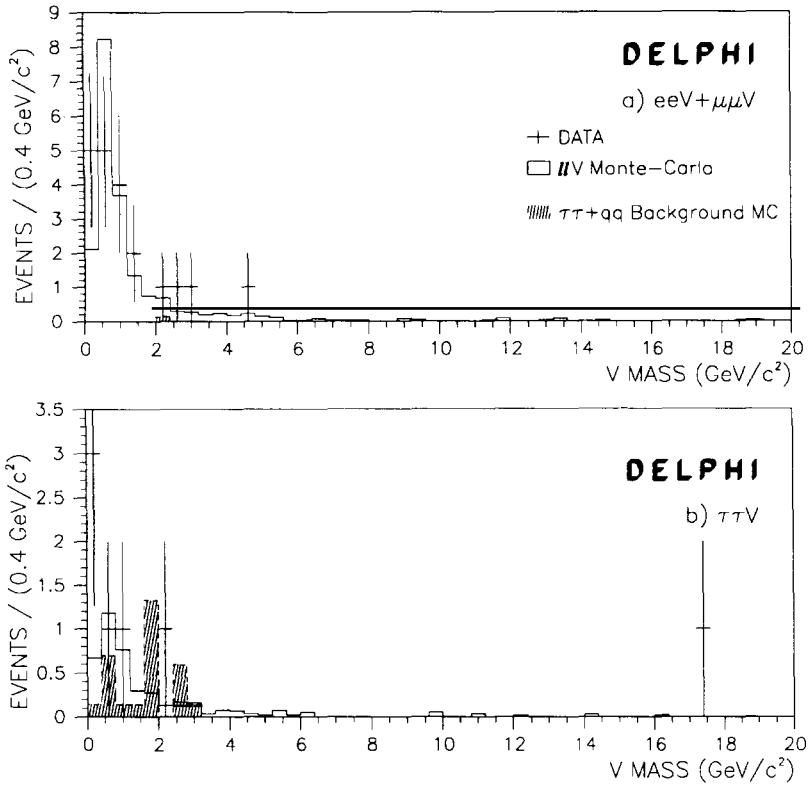 DELPHI
a) eeV+μμV
DATA
llV Monte-Carlo
ττ+qq Background MC
EVENTS / (0.4 GeV/c²)
9
8
7
6
5
4
3
2
1
0
0 2 4 6 8 10 12 14 16 18 20
V MASS (GeV/c²)
DELPHI
b) ττV
EVENTS / (0.4 GeV/c²)
3.5
3
2.5
2
1.5
1
0.5
0
0 2 4 6 8 10 12 14 16 18 20
V MASS (GeV/c²)